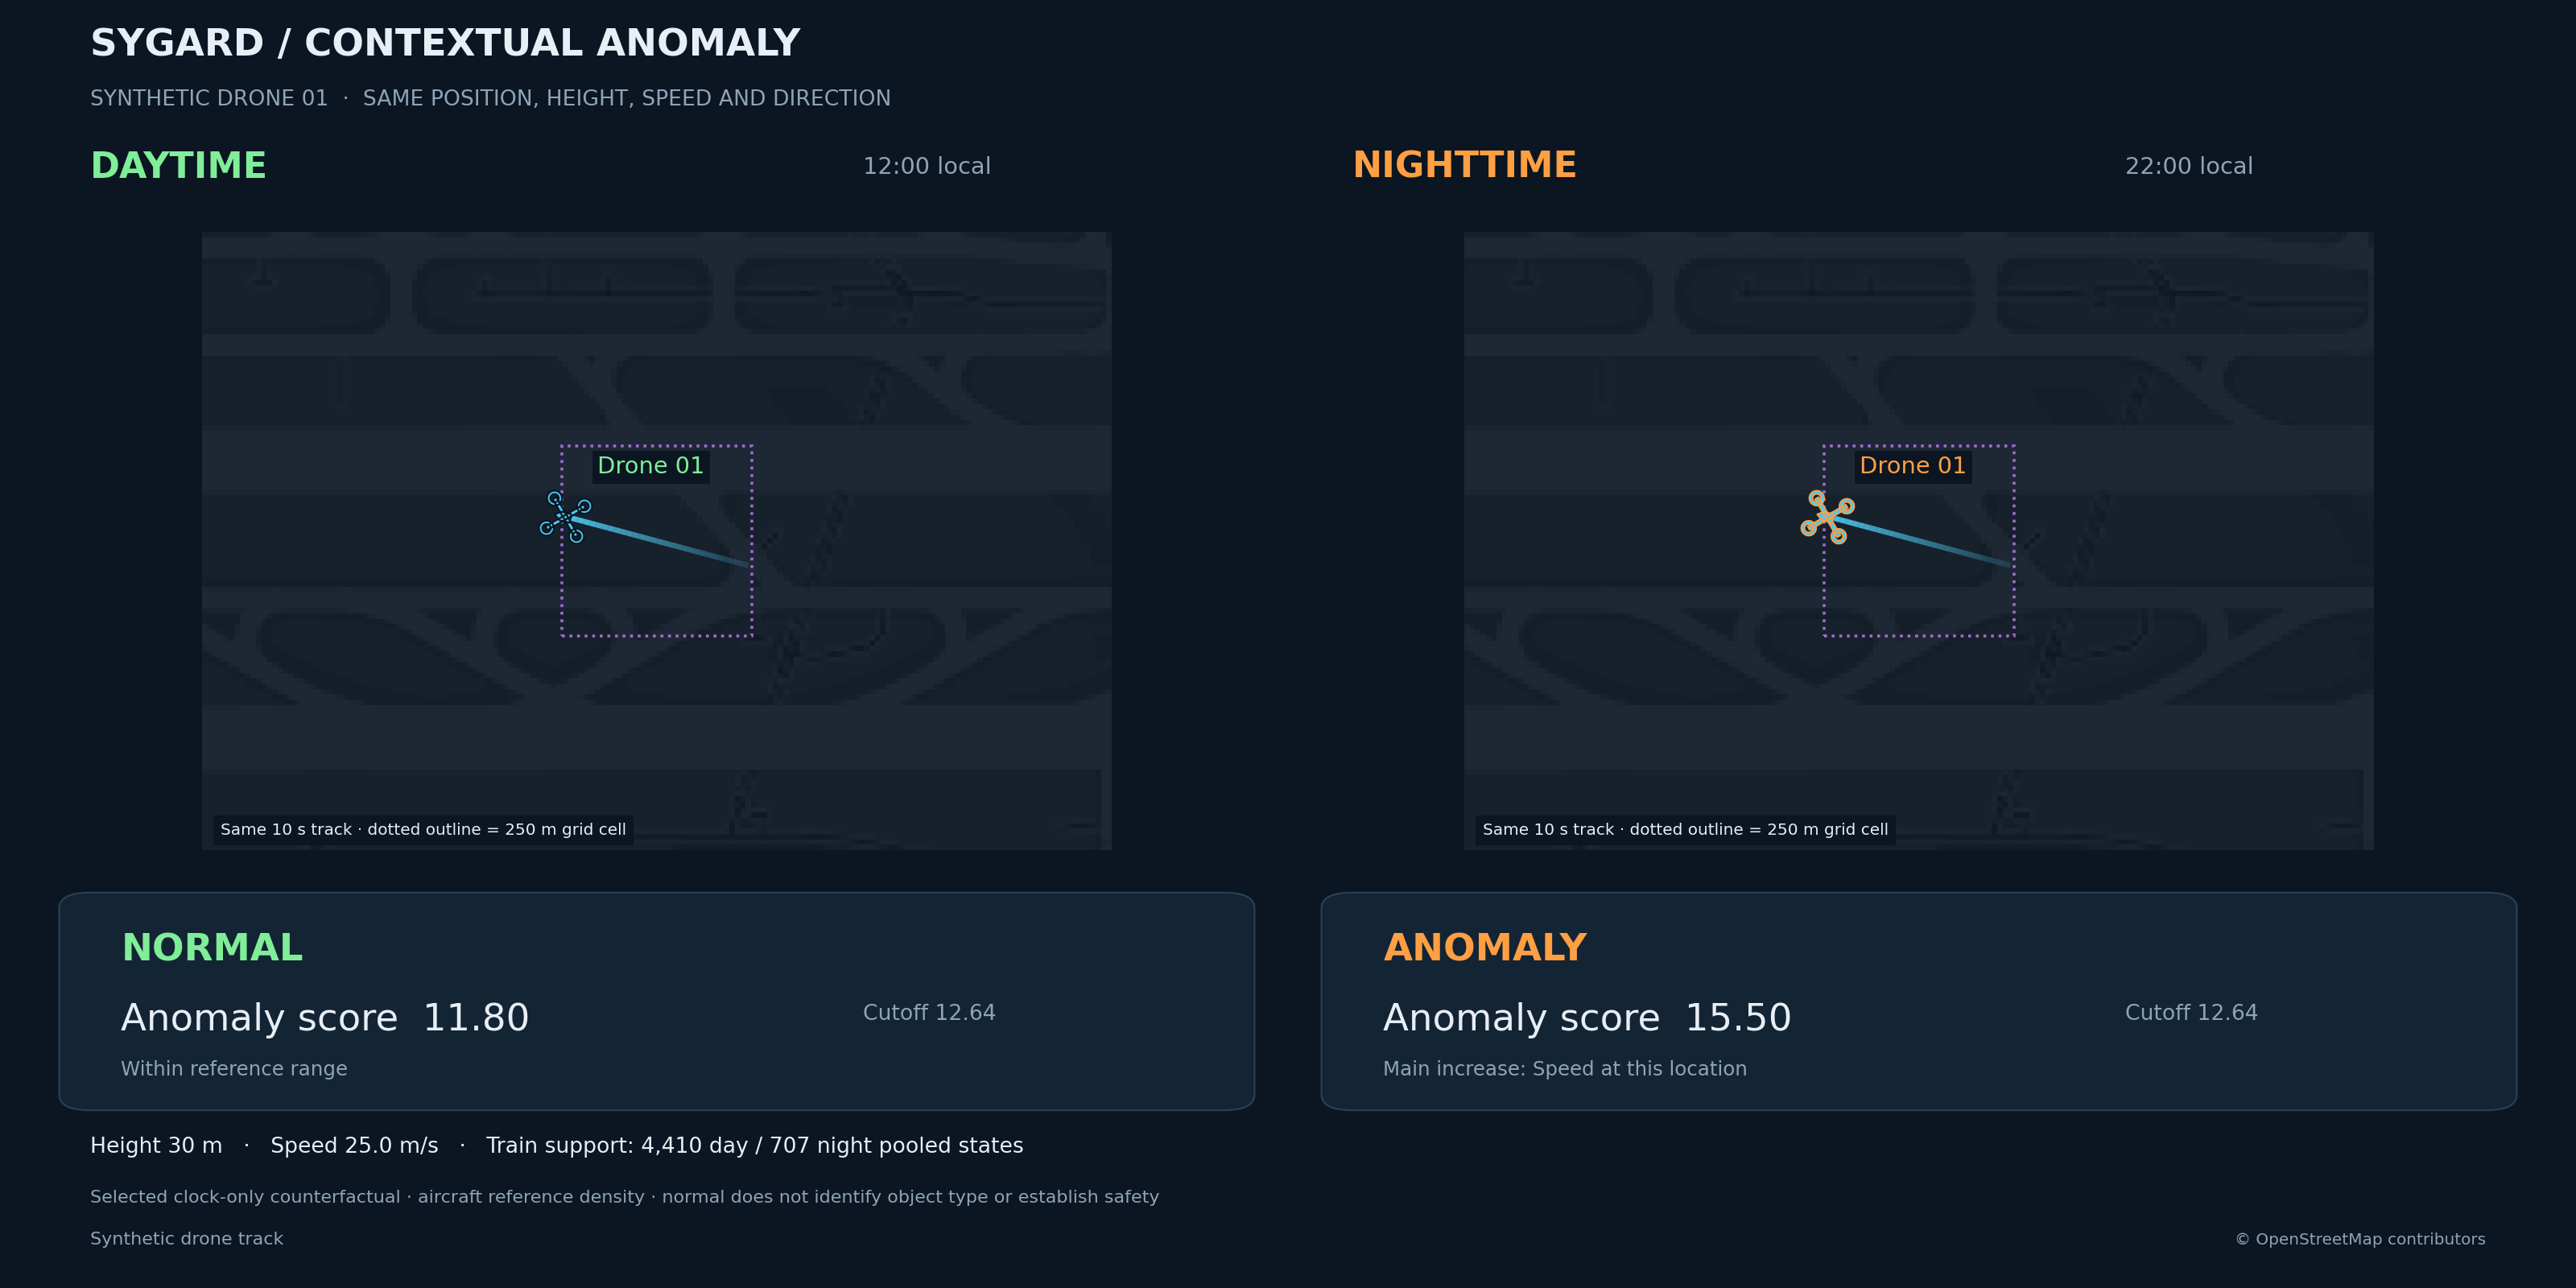 SYGARD / CONTEXTUAL ANOMALY
SYNTHETIC DRONE 01 · SAME POSITION, HEIGHT, SPEED AND DIRECTION
DAYTIME
12:00 local
Drone 01
Same 10 s track · dotted outline = 250 m grid cell
NORMAL
Anomaly score 11.80
Cutoff 12.64
Within reference range
NIGHTTIME
22:00 local
Drone 01
Same 10 s track · dotted outline = 250 m grid cell
ANOMALY
Anomaly score 15.50
Cutoff 12.64
Main increase: Speed at this location
Height 30 m · Speed 25.0 m/s · Train support: 4,410 day / 707 night pooled states
Selected clock-only counterfactual · aircraft reference density · normal does not identify object type or establish safety
Synthetic drone track
© OpenStreetMap contributors